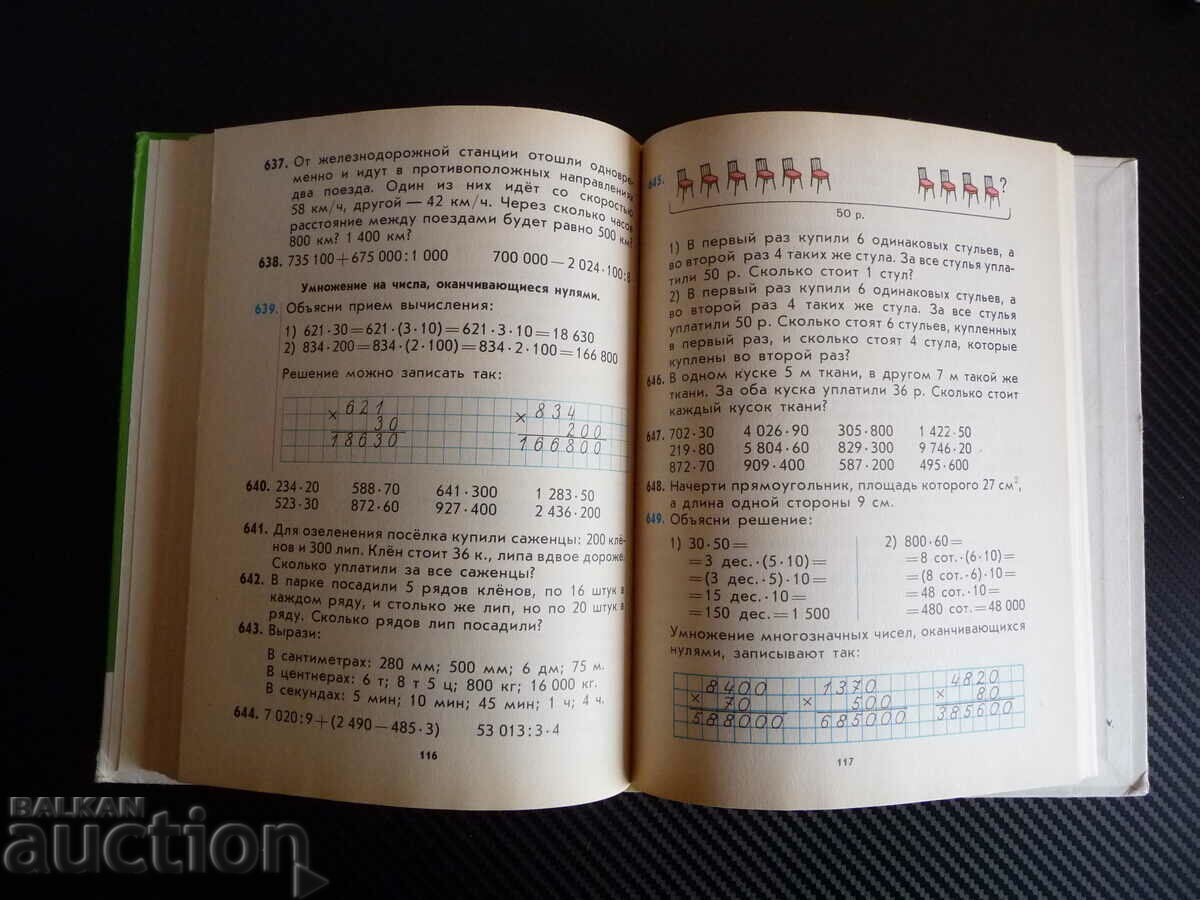 637. От железнодорожной станции отошли одновре-
менно и идут в противоположных направлениях
два поезда. Один из них идёт со скоростью
58 км/ч, другой — 42 км/ч. Через сколько часов
расстояние между поездами будет равно 500 км?
800 км? 1 400 км?
638. 735 100+675 000:1 000 700 000—2 024·100:8
Умножение на числа, оканчивающиеся нулями.
639. Объясни прием вычисления:
1) 621·30=621·(3·10)=621·3·10=18 630
2) 834·200=834·(2·100)=834·2·100=166 800
Решение можно записать так:
× 621 × 834
30 200
18630 166800
640. 234·20 588·70 641·300 1 283·50
523·30 872·60 927·400 2 436·200
641. Для озеленения посёлка купили саженцы: 200 клё-
нов и 300 лип. Клён стоит 36 к., липа вдвое дороже.
Сколько уплатили за все саженцы?
642. В парке посадили 5 рядов клёнов, по 16 штук в
каждом ряду, и столько же лип, но по 20 штук в
ряду. Сколько рядов лип посадили?
643. Вырази:
В сантиметрах: 280 мм; 500 мм; 6 дм; 75 м.
В центнерах: 6 т; 8 т 5 ц; 800 кг; 16 000 кг.
В секундах: 5 мин; 10 мин; 45 мин; 1 ч; 4 ч.
644. 7 020:9+(2 490—485·3) 53 013:3·4
116
645. ?
50 р.
1) В первый раз купили 6 одинаковых стульев, а
во второй раз 4 таких же стула. За все стулья упла-
тили 50 р. Сколько стоит 1 стул?
2) В первый раз купили 6 одинаковых стульев, а
во второй раз 4 таких же стула. За все стулья
уплатили 50 р. Сколько стоят 6 стульев, купленных
в первый раз, и сколько стоят 4 стула, которые
куплены во второй раз?
646. В одном куске 5 м ткани, в другом 7 м такой же
ткани. За оба куска уплатили 36 р. Сколько стоит
каждый кусок ткани?
647. 702·30 4 026·90 305·800 1 422·50
219·80 5 804·60 829·300 9 746·20
872·70 909·400 587·200 495·600
648. Начерти прямоугольник, площадь которого 27 см²,
а длина одной стороны 9 см.
649. Объясни решение:
1) 30·50= 2) 800·60=
=3 дес.·(5·10)= =8 сот.·(6·10)=
=(3 дес.·5)·10= =(8 сот.·6)·10=
=15 дес.·10= =48 сот.·10=
=150 дес.=1 500 =480 сот.=48 000
Умножение многозначных чисел, оканчивающихся
нулями, записывают так:
× 8400 × 1370 × 4820
70 500 80
588000 685000 385600
117
BALKAN
auction